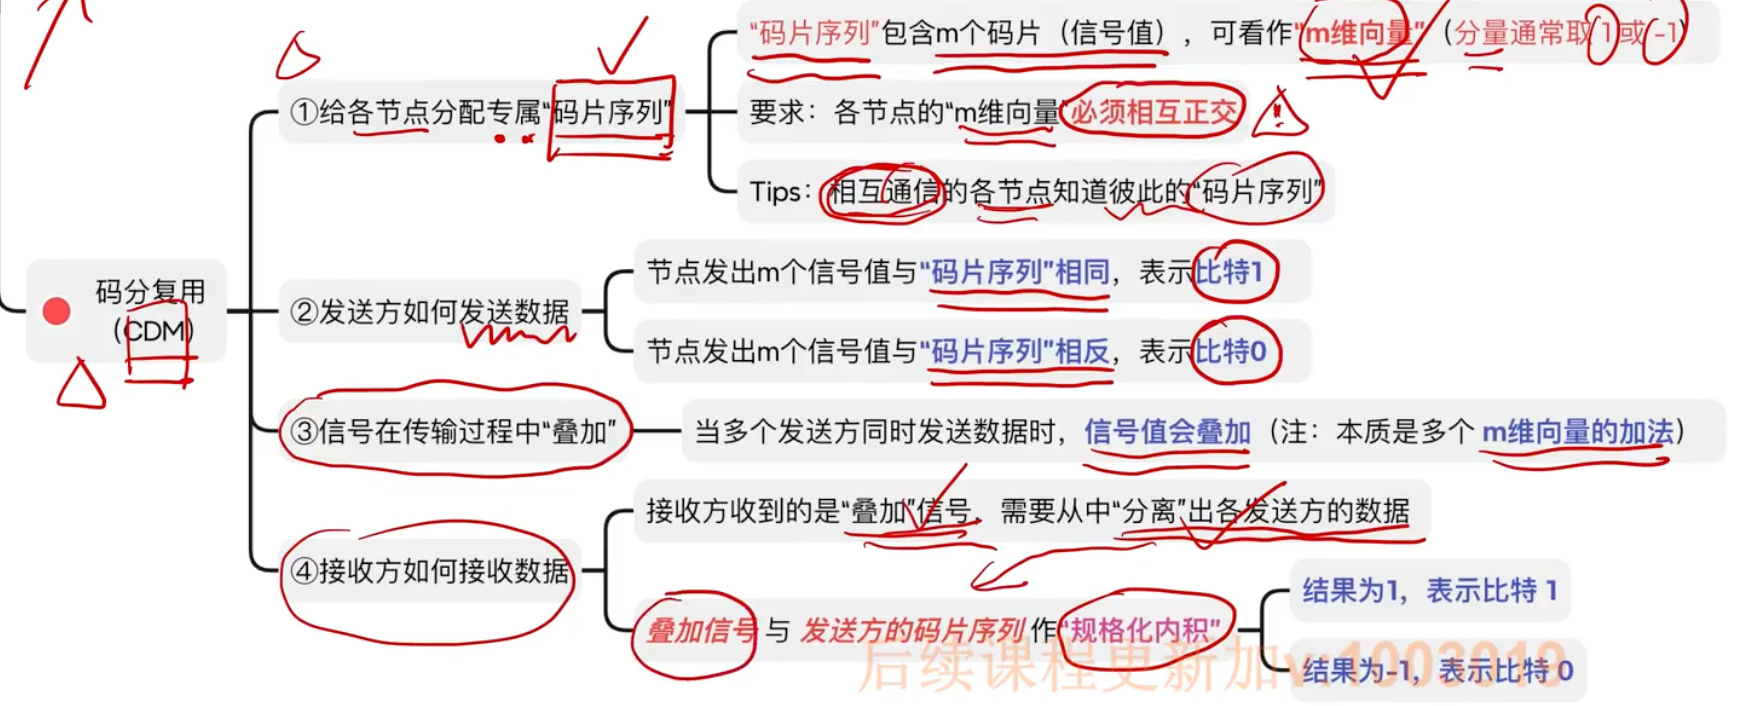 “码片序列”包含m个码片（信号值），可看作“m维向量”（分量通常取1或-1）
①给各节点分配专属“码片序列”
要求：各节点的“m维向量”必须相互正交
Tips：相互通信的各节点知道彼此的“码片序列”
节点发出m个信号值与“码片序列”相同，表示比特1
码分复用
（CDM）
②发送方如何发送数据
节点发出m个信号值与“码片序列”相反，表示比特0
③信号在传输过程中“叠加”
当多个发送方同时发送数据时，信号值会叠加（注：本质是多个 m维向量的加法）
接收方收到的是“叠加”信号，需要从中“分离”出各发送方的数据
④接收方如何接收数据
结果为1，表示比特 1
叠加信号 与 发送方的码片序列 作“规格化内积”
结果为-1，表示比特 0
后续课程更新加v:1003019